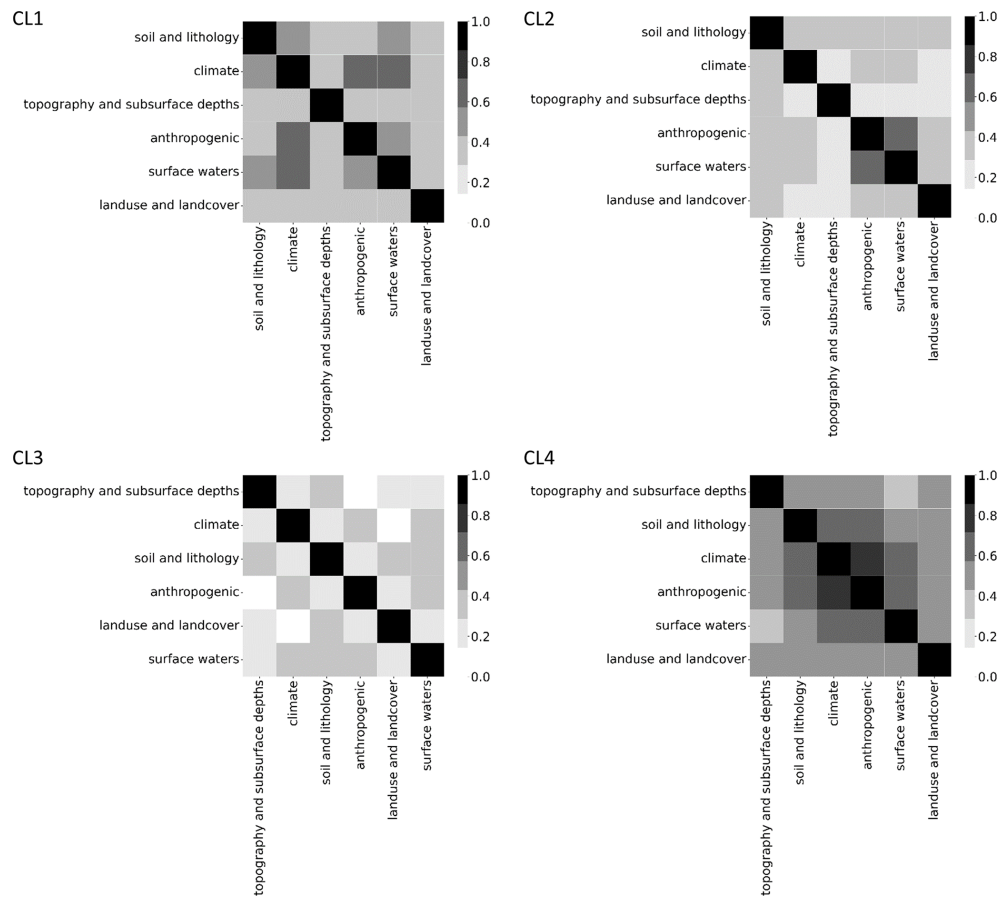 CL1
soil and lithology
climate
topography and subsurface depths
anthropogenic
surface waters
landuse and landcover
1.0
0.8
0.6
0.4
0.2
0.0
soil and lithology
climate
topography and subsurface depths
anthropogenic
surface waters
landuse and landcover
CL2
soil and lithology
climate
topography and subsurface depths
anthropogenic
surface waters
landuse and landcover
1.0
0.8
0.6
0.4
0.2
0.0
soil and lithology
climate
topography and subsurface depths
anthropogenic
surface waters
landuse and landcover
CL3
topography and subsurface depths
climate
soil and lithology
anthropogenic
landuse and landcover
surface waters
1.0
0.8
0.6
0.4
0.2
0.0
topography and subsurface depths
climate
soil and lithology
anthropogenic
landuse and landcover
surface waters
CL4
topography and subsurface depths
soil and lithology
climate
anthropogenic
surface waters
landuse and landcover
1.0
0.8
0.6
0.4
0.2
0.0
topography and subsurface depths
soil and lithology
climate
anthropogenic
surface waters
landuse and landcover